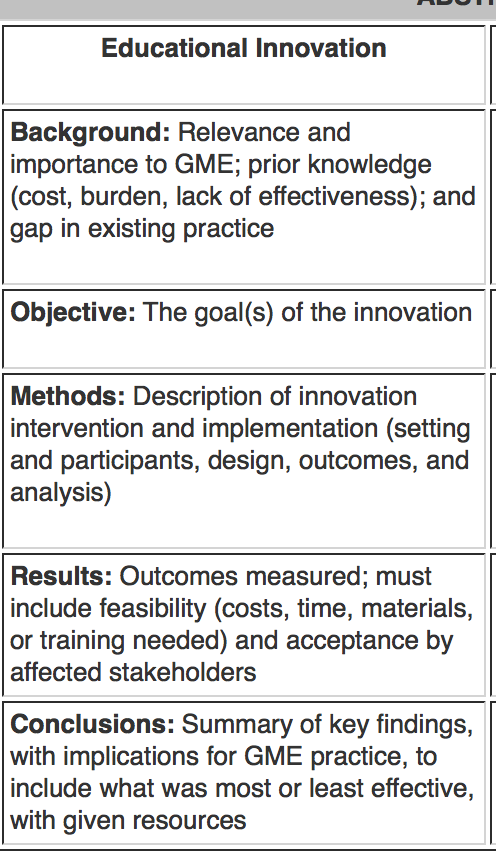 Educational Innovation
Background: Relevance and
importance to GME; prior knowledge
(cost, burden, lack of effectiveness); and
gap in existing practice
Objective: The goal(s) of the innovation
Methods: Description of innovation
intervention and implementation (setting
and participants, design, outcomes, and
analysis)
Results: Outcomes measured; must
include feasibility (costs, time, materials,
or training needed) and acceptance by
affected stakeholders
Conclusions: Summary of key findings,
with implications for GME practice, to
include what was most or least effective,
with given resources